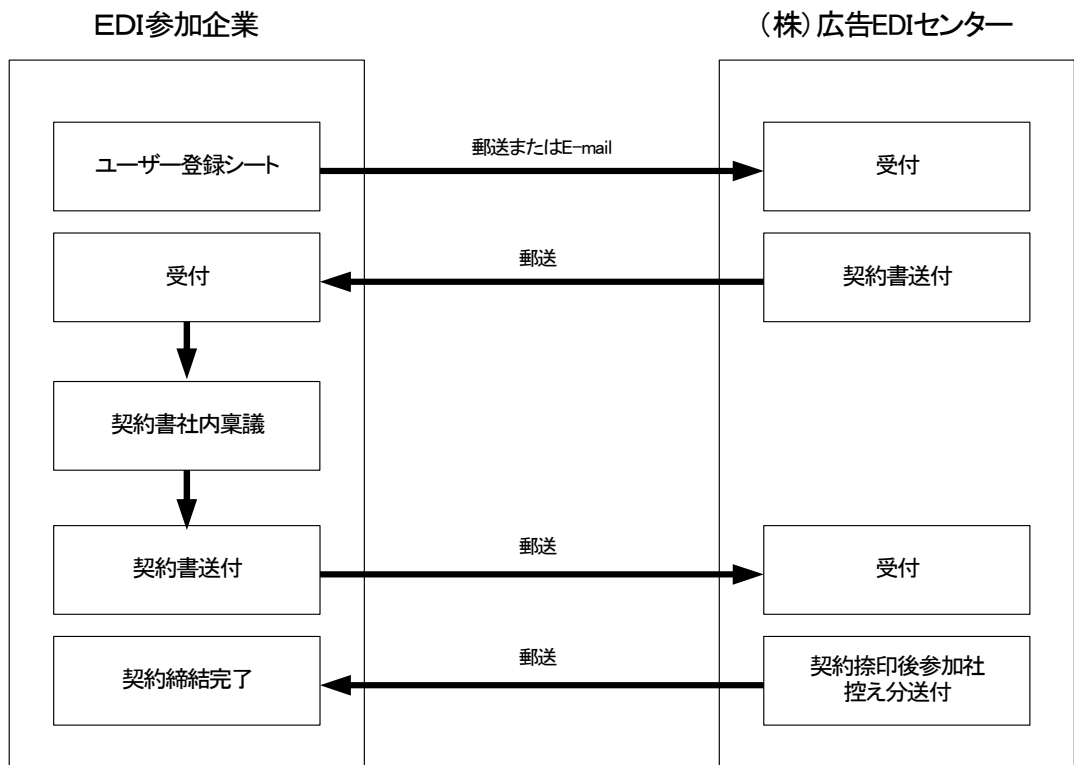 EDI参加企業
（株）広告EDIセンター
ユーザー登録シート
郵送またはE-mail
受付
受付
郵送
契約書送付
契約書社内稟議
契約書送付
郵送
受付
契約締結完了
郵送
契約捺印後参加社
控え分送付